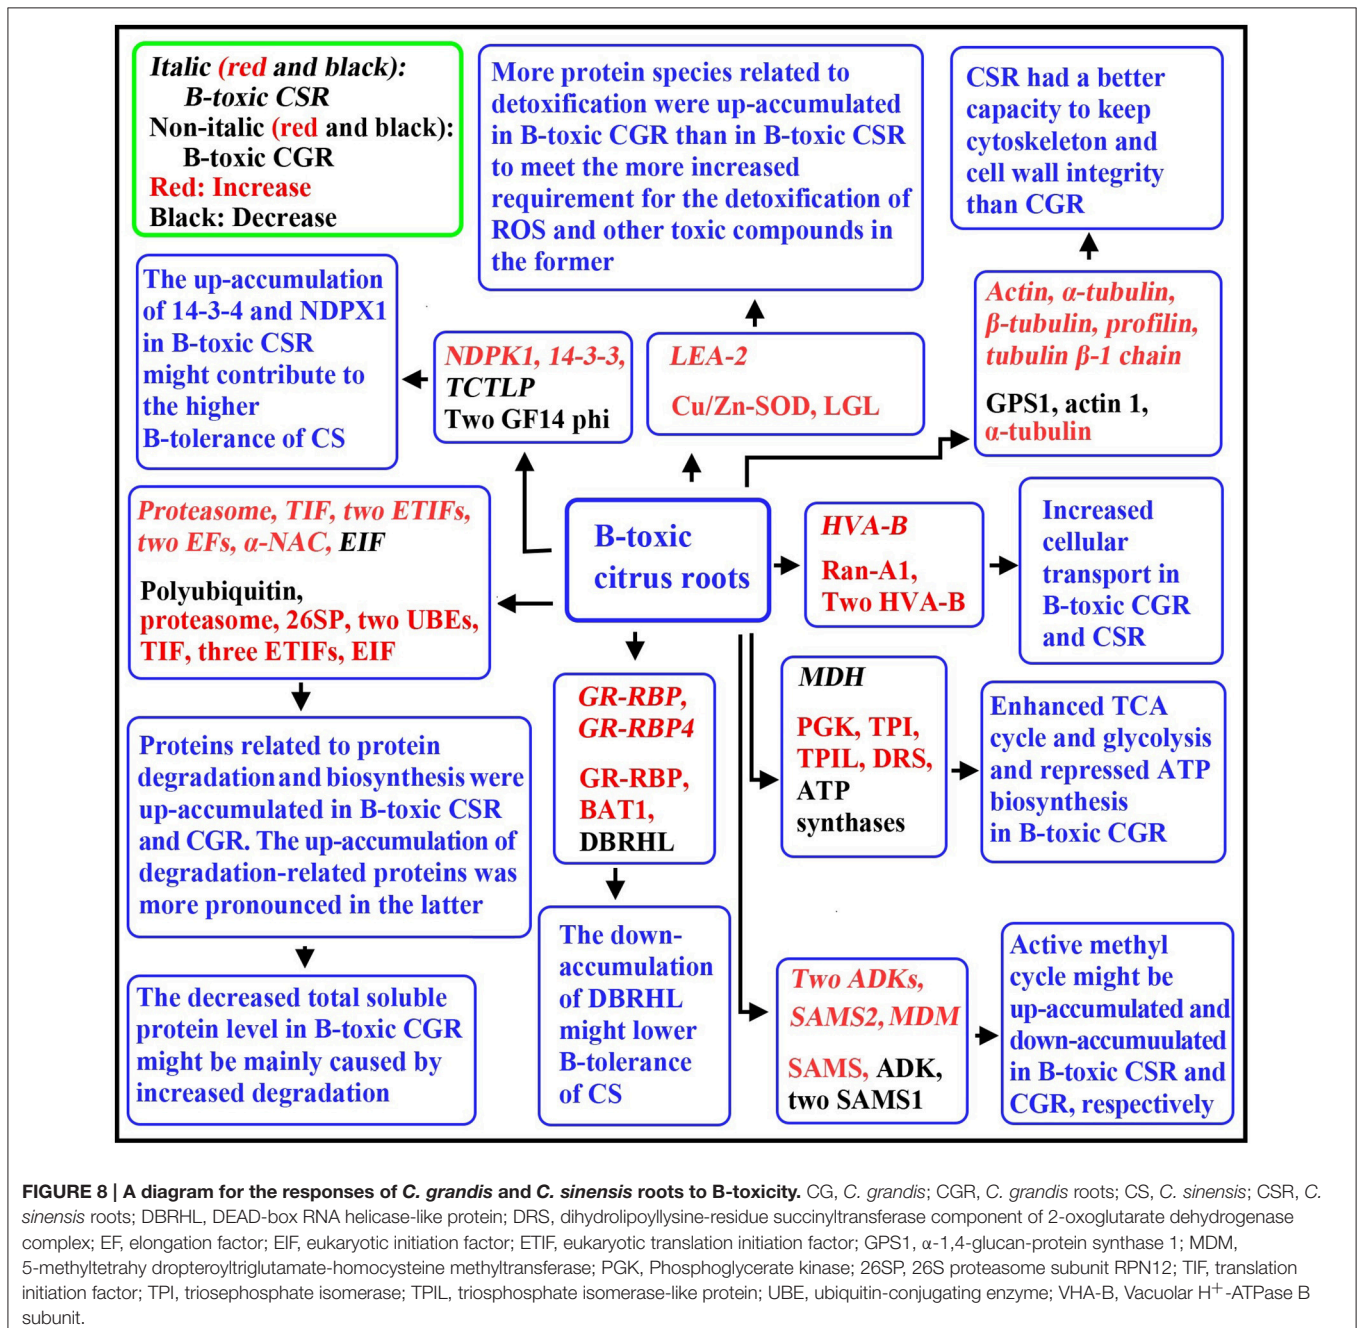 Italic (red and black):
B-toxic CSR
Non-italic (red and black):
B-toxic CGR
Red: Increase
Black: Decrease
More protein species related to
detoxification were up-accumulated
in B-toxic CGR than in B-toxic CSR
to meet the more increased
requirement for the detoxification of
ROS and other toxic compounds in
the former
CSR had a better
capacity to keep
cytoskeleton and
cell wall integrity
than CGR
The up-accumulation
of 14-3-4 and NDPX1
in B-toxic CSR
might contribute to
the higher
B-tolerance of CS
NDPK1, 14-3-3,
TCTLP
Two GF14 phi
LEA-2
Cu/Zn-SOD, LGL
Actin, α-tubulin,
β-tubulin, profilin,
tubulin β-1 chain
GPS1, actin 1,
α-tubulin
Proteasome, TIF, two ETIFs,
two EFs, α-NAC, EIF
Polyubiquitin,
proteasome, 26SP, two UBEs,
TIF, three ETIFs, EIF
B-toxic
citrus roots
HVA-B
Ran-A1,
Two HVA-B
Increased
cellular
transport in
B-toxic CGR
and CSR
GR-RBP,
GR-RBP4
GR-RBP,
BAT1,
DBRHL
MDH
PGK, TPI,
TPIL, DRS,
ATP
synthases
Enhanced TCA
cycle and glycolysis
and repressed ATP
biosynthesis
in B-toxic CGR
Proteins related to protein
degradation and biosynthesis were
up-accumulated in B-toxic CSR
and CGR. The up-accumulation of
degradation-related proteins was
more pronounced in the latter
The decreased total soluble
protein level in B-toxic CGR
might be mainly caused by
increased degradation
The down-
accumulation
of DBRHL
might lower
B-tolerance
of CS
Two ADKs,
SAMS2, MDM
SAMS, ADK,
two SAMS1
Active methyl
cycle might be
up-accumulated and
down-accumuulated
in B-toxic CSR and
CGR, respectively
FIGURE 8 | A diagram for the responses of C. grandis and C. sinensis roots to B-toxicity. CG, C. grandis; CGR, C. grandis roots; CS, C. sinensis; CSR, C.
sinensis roots; DBRHL, DEAD-box RNA helicase-like protein; DRS, dihydrolipoyllysine-residue succinyltransferase component of 2-oxoglutarate dehydrogenase
complex; EF, elongation factor; EIF, eukaryotic initiation factor; ETIF, eukaryotic translation initiation factor; GPS1, α-1,4-glucan-protein synthase 1; MDM,
5-methyltetrahy dropteroyltriglutamate-homocysteine methyltransferase; PGK, Phosphoglycerate kinase; 26SP, 26S proteasome subunit RPN12; TIF, translation
initiation factor; TPI, triosephosphate isomerase; TPIL, triosphosphate isomerase-like protein; UBE, ubiquitin-conjugating enzyme; VHA-B, Vacuolar H+-ATPase B
subunit.